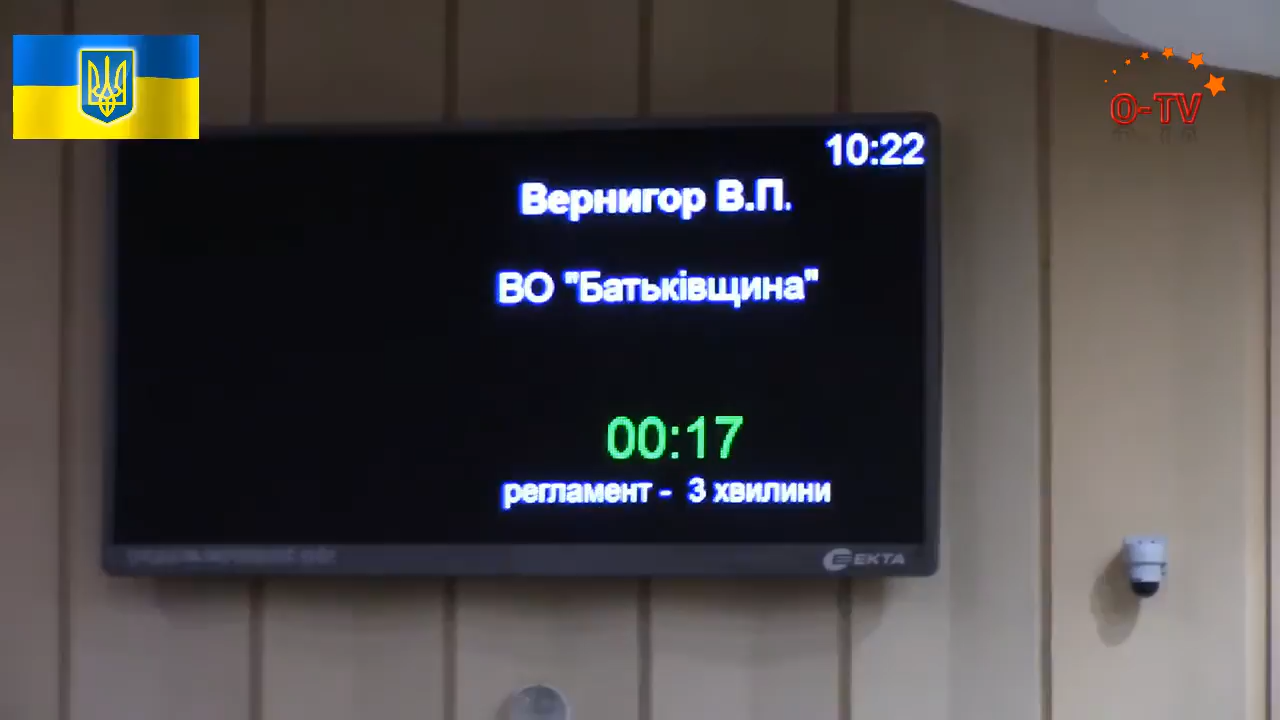 O-TV
10:22
Вернигор В.П.
ВО "Батьківщина"
00:17
регламент - 3 хвилини
EKTA